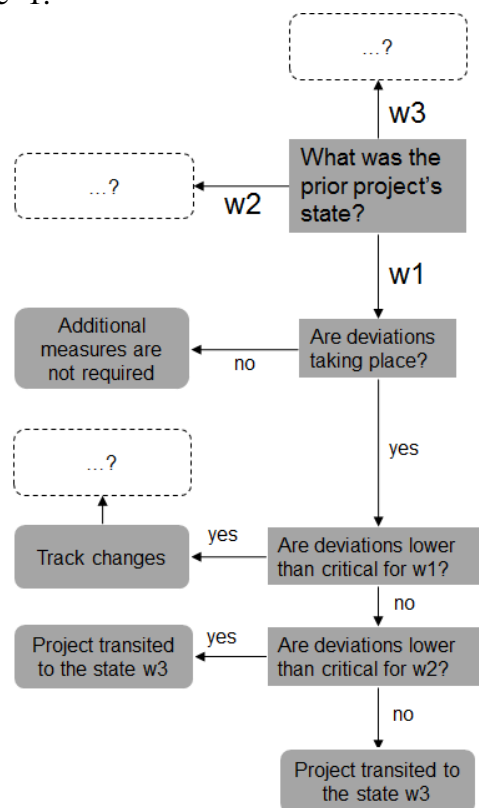 ...?
w3
What was the
prior project's
state?
...?
w2
w1
Additional
measures are
not required
no
Are deviations
taking place?
yes
...?
Track changes
yes
Are deviations lower
than critical for w1?
no
Project transited
to the state w3
yes
Are deviations lower
than critical for w2?
no
Project transited to
the state w3